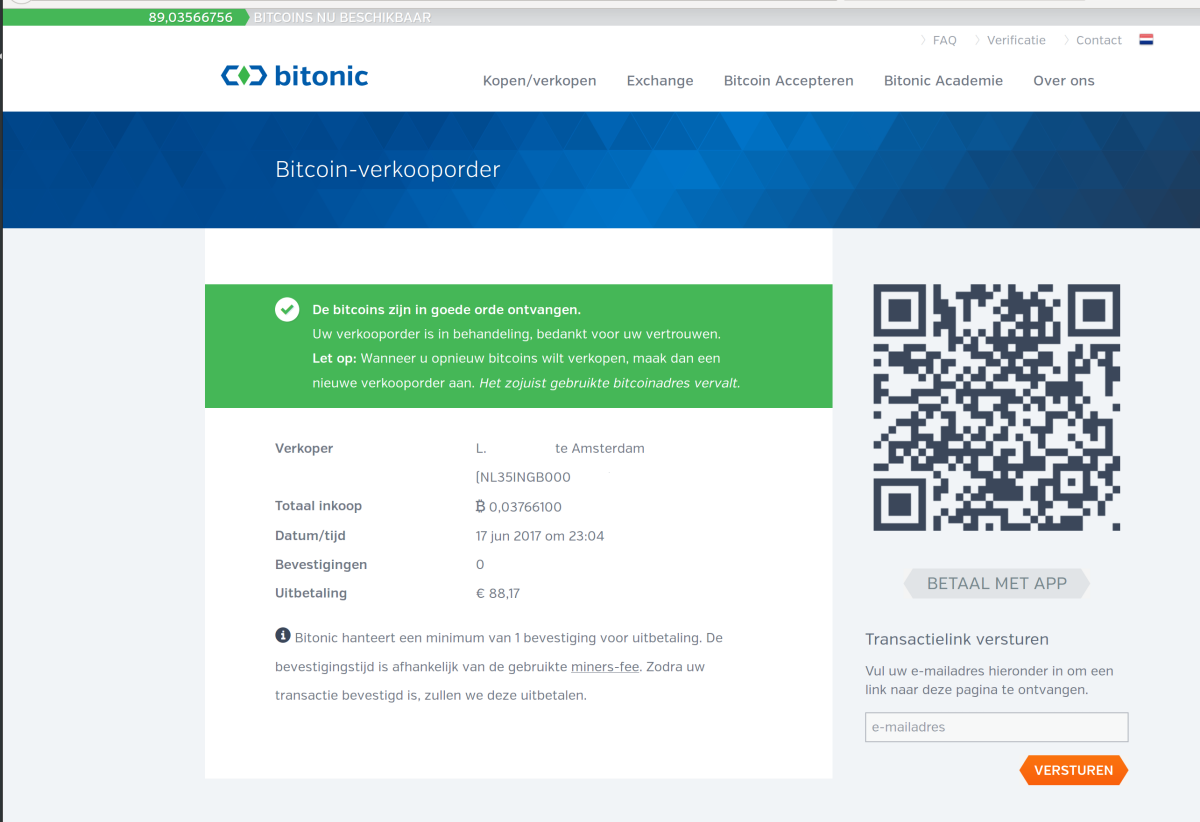 89,03566756 BITCOINS NU BESCHIKBAAR
FAQ Verificatie Contact
bitonic
Kopen/verkopen Exchange Bitcoin Accepteren Bitonic Academie Over ons
Bitcoin-verkooporder
De bitcoins zijn in goede orde ontvangen.
Uw verkooporder is in behandeling, bedankt voor uw vertrouwen.
Let op: Wanneer u opnieuw bitcoins wilt verkopen, maak dan een
nieuwe verkooporder aan. Het zojuist gebruikte bitcoinadres vervalt.
Verkoper L. te Amsterdam
[NL35INGB000
Totaal inkoop ₿ 0,03766100
Datum/tijd 17 jun 2017 om 23:04
Bevestigingen 0
Uitbetaling € 88,17
Bitonic hanteert een minimum van 1 bevestiging voor uitbetaling. De
bevestigingstijd is afhankelijk van de gebruikte miners-fee. Zodra uw
transactie bevestigd is, zullen we deze uitbetalen.
BETAAL MET APP
Transactielink versturen
Vul uw e-mailadres hieronder in om een
link naar deze pagina te ontvangen.
e-mailadres
VERSTUREN